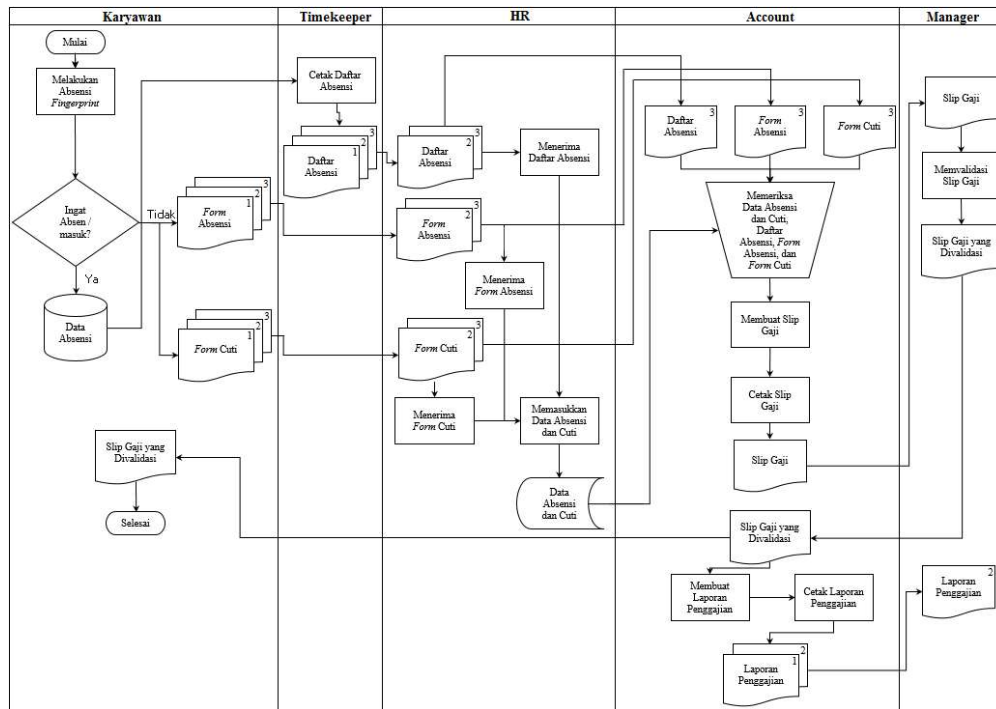 Karyawan
Timekeeper
HR
Account
Manager
Mulai
Melakukan
Absensi
Fingerprint
Ingat
Absen /
masuk?
Tidak
Ya
Data
Absensi
Form
Absensi
1
2
3
Form Cuti
1
2
3
Slip Gaji yang
Divalidasi
Selesai
Cetak Daftar
Absensi
Daftar
Absensi
1
2
3
Daftar
Absensi
2
3
Menerima
Daftar Absensi
Form
Absensi
2
3
Menerima
Form Absensi
Form Cuti
2
3
Menerima
Form Cuti
Memasukkan
Data Absensi
dan Cuti
Data
Absensi
dan Cuti
Daftar
Absensi
3
Form
Absensi
3
Form Cuti
3
Memeriksa
Data Absensi
dan Cuti,
Daftar
Absensi, Form
Absensi, dan
Form Cuti
Membuat Slip
Gaji
Cetak Slip
Gaji
Slip Gaji
Slip Gaji yang
Divalidasi
Membuat
Laporan
Penggajian
Cetak Laporan
Penggajian
Laporan
Penggajian
1
2
Slip Gaji
Memvalidasi
Slip Gaji
Slip Gaji yang
Divalidasi
Laporan
Penggajian
2